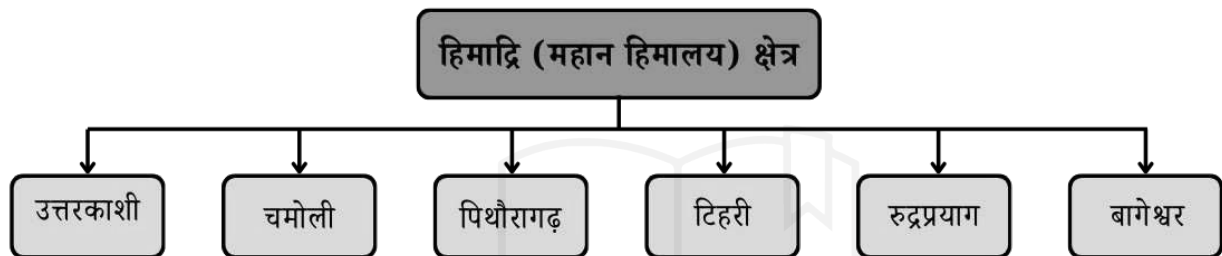 हिमाद्रि (महान हिमालय) क्षेत्र
उत्तरकाशी
चमोली
पिथौरागढ़
टिहरी
रुद्रप्रयाग
बागेश्वर